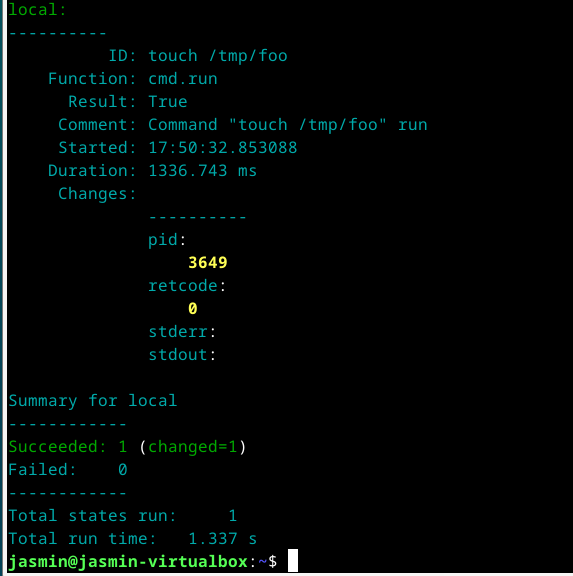 local:
----------
          ID: touch /tmp/foo
    Function: cmd.run
      Result: True
     Comment: Command "touch /tmp/foo" run
     Started: 17:50:32.853088
    Duration: 1336.743 ms
     Changes:
              ----------
              pid:
                  3649
              retcode:
                  0
              stderr:
              stdout:

Summary for local
------------
Succeeded: 1 (changed=1)
Failed:    0
------------
Total states run:     1
Total run time:   1.337 s
jasmin@jasmin-virtualbox:~$